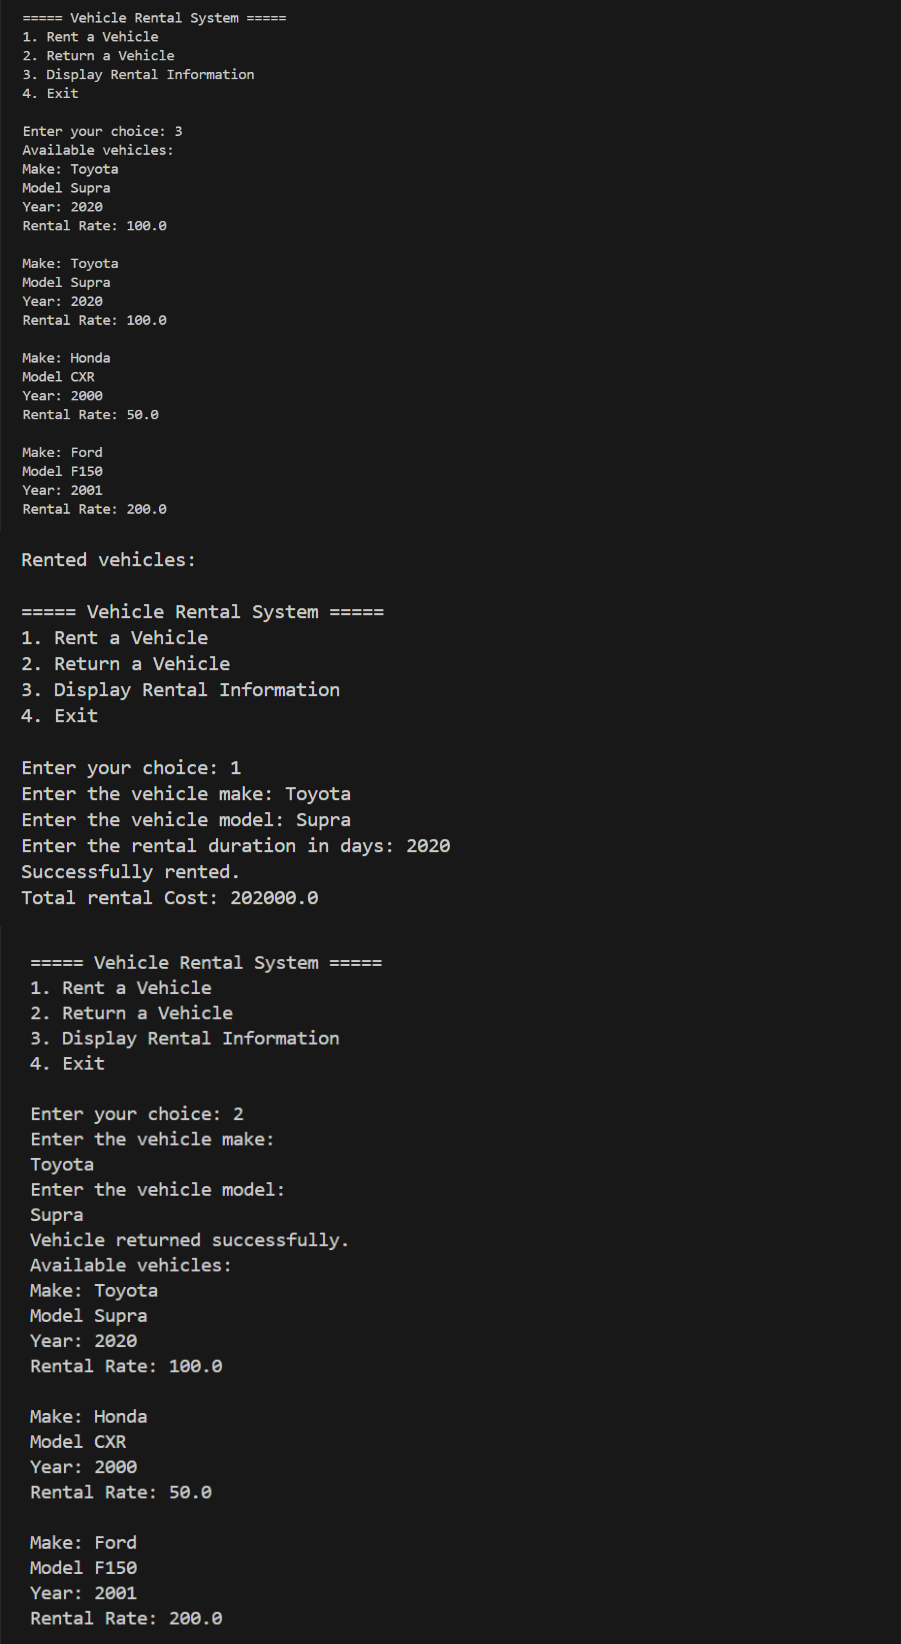 ===== Vehicle Rental System =====
1. Rent a Vehicle
2. Return a Vehicle
3. Display Rental Information
4. Exit
Enter your choice: 3
Available vehicles:
Make: Toyota
Model Supra
Year: 2020
Rental Rate: 100.0
Make: Toyota
Model Supra
Year: 2020
Rental Rate: 100.0
Make: Honda
Model CXR
Year: 2000
Rental Rate: 50.0
Make: Ford
Model F150
Year: 2001
Rental Rate: 200.0
Rented vehicles:
===== Vehicle Rental System =====
1. Rent a Vehicle
2. Return a Vehicle
3. Display Rental Information
4. Exit
Enter your choice: 1
Enter the vehicle make: Toyota
Enter the vehicle model: Supra
Enter the rental duration in days: 2020
Successfully rented.
Total rental Cost: 202000.0
===== Vehicle Rental System =====
1. Rent a Vehicle
2. Return a Vehicle
3. Display Rental Information
4. Exit
Enter your choice: 2
Enter the vehicle make:
Toyota
Enter the vehicle model:
Supra
Vehicle returned successfully.
Available vehicles:
Make: Toyota
Model Supra
Year: 2020
Rental Rate: 100.0
Make: Honda
Model CXR
Year: 2000
Rental Rate: 50.0
Make: Ford
Model F150
Year: 2001
Rental Rate: 200.0